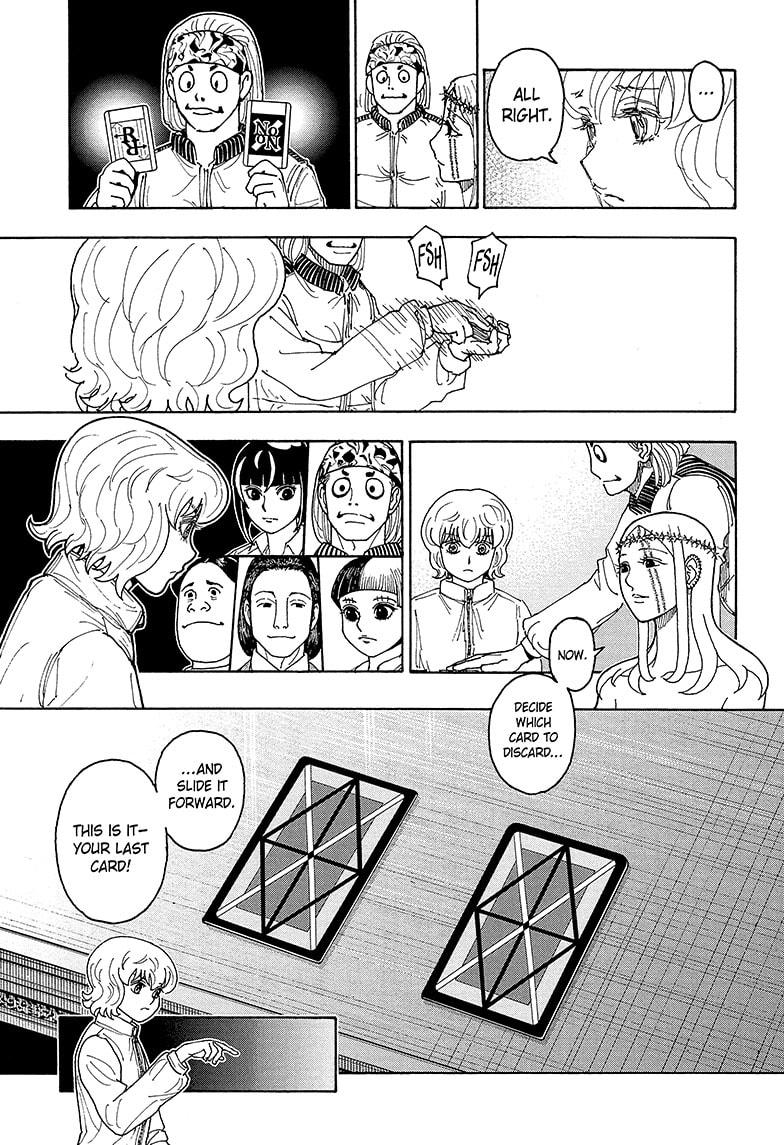 ...
ALL
RIGHT.
No
oN
R
R
FSH
FSH
NOW.
DECIDE
WHICH
CARD TO
DISCARD...
...AND
SLIDE IT
FORWARD.
THIS IS IT—
YOUR LAST
CARD!